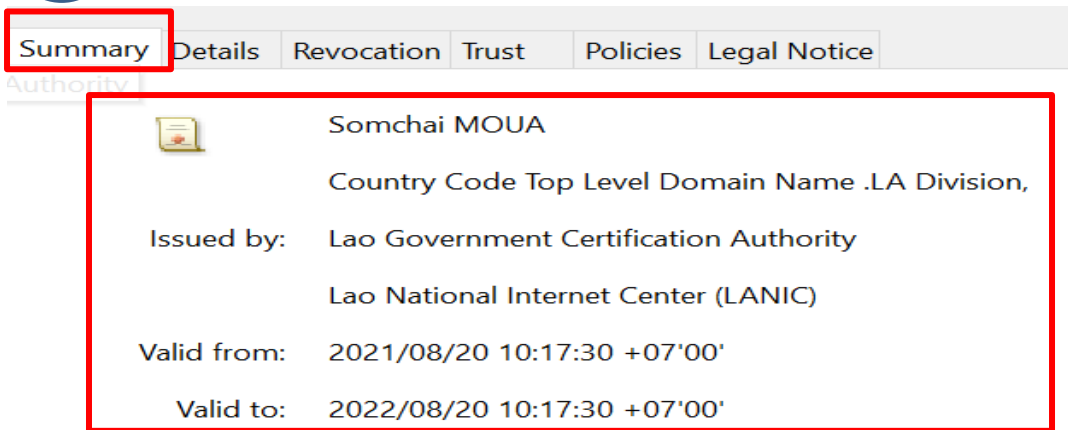 Summary Details Revocation Trust Policies Legal Notice
Authority
Somchai MOUA
Country Code Top Level Domain Name .LA Division,
Issued by: Lao Government Certification Authority
Lao National Internet Center (LANIC)
Valid from: 2021/08/20 10:17:30 +07'00'
Valid to: 2022/08/20 10:17:30 +07'00'